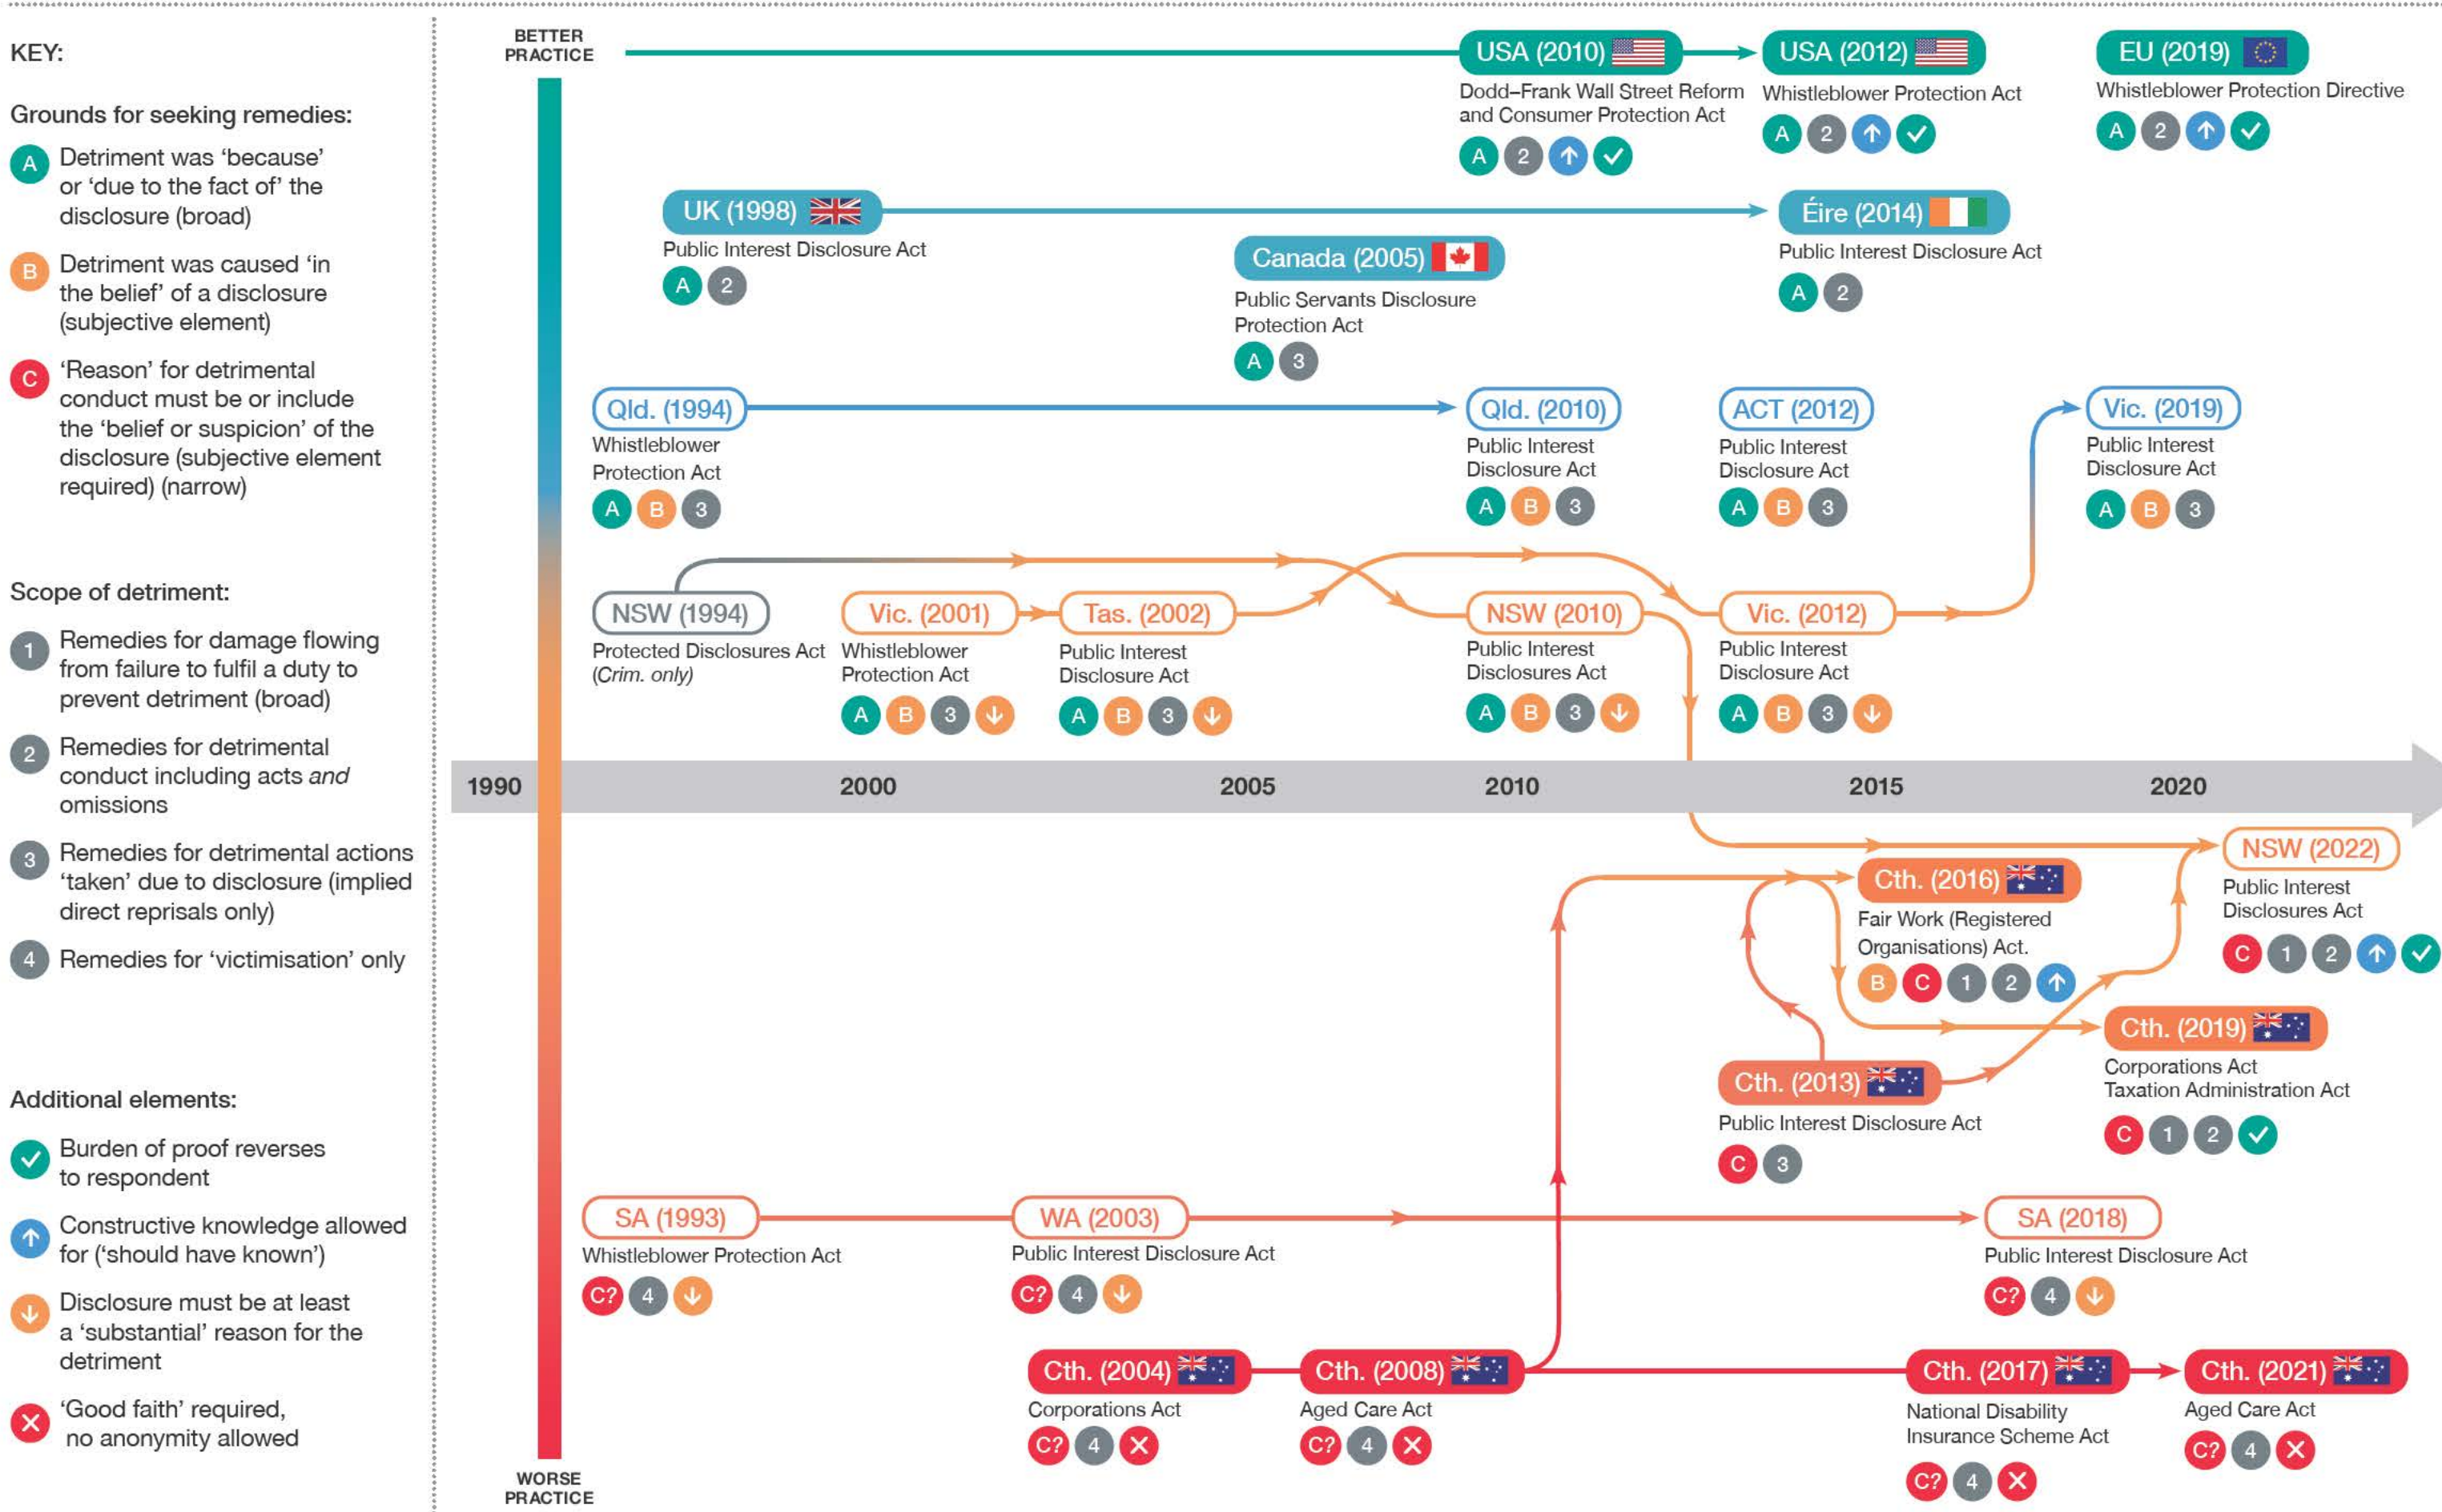 KEY:
Grounds for seeking remedies:
A
Detriment was ‘because’
or ‘due to the fact of’ the
disclosure (broad)
B
Detriment was caused ‘in
the belief’ of a disclosure
(subjective element)
C
‘Reason’ for detrimental
conduct must be or include
the ‘belief or suspicion’ of the
disclosure (subjective element
required) (narrow)
Scope of detriment:
1
Remedies for damage flowing
from failure to fulfil a duty to
prevent detriment (broad)
2
Remedies for detrimental
conduct including acts and
omissions
3
Remedies for detrimental actions
‘taken’ due to disclosure (implied
direct reprisals only)
4
Remedies for ‘victimisation’ only
Additional elements:
Burden of proof reverses
to respondent
Constructive knowledge allowed
for (‘should have known’)
Disclosure must be at least
a ‘substantial’ reason for the
detriment
‘Good faith’ required,
no anonymity allowed
BETTER
PRACTICE
USA (2010)
Dodd–Frank Wall Street Reform
and Consumer Protection Act
A 2
USA (2012)
Whistleblower Protection Act
A 2
EU (2019)
Whistleblower Protection Directive
A 2
UK (1998)
Public Interest Disclosure Act
A 2
Canada (2005)
Public Servants Disclosure
Protection Act
A 3
Éire (2014)
Public Interest Disclosure Act
A 2
Qld. (1994)
Whistleblower
Protection Act
A B 3
Qld. (2010)
Public Interest
Disclosure Act
A B 3
ACT (2012)
Public Interest
Disclosure Act
A B 3
Vic. (2019)
Public Interest
Disclosure Act
A B 3
NSW (1994)
Protected Disclosures Act
(Crim. only)
Vic. (2001)
Whistleblower
Protection Act
A B 3
Tas. (2002)
Public Interest
Disclosure Act
A B 3
NSW (2010)
Public Interest
Disclosures Act
A B 3
Vic. (2012)
Public Interest
Disclosure Act
A B 3
1990 2000 2005 2010 2015 2020
NSW (2022)
Public Interest
Disclosures Act
C 1 2
Cth. (2016)
Fair Work (Registered
Organisations) Act.
B C 1 2
Cth. (2019)
Corporations Act
Taxation Administration Act
C 1 2
Cth. (2013)
Public Interest Disclosure Act
C 3
SA (1993)
Whistleblower Protection Act
C? 4
WA (2003)
Public Interest Disclosure Act
C? 4
SA (2018)
Public Interest Disclosure Act
C? 4
Cth. (2004)
Corporations Act
C? 4
Cth. (2008)
Aged Care Act
C? 4
Cth. (2017)
National Disability
Insurance Scheme Act
C? 4
Cth. (2021)
Aged Care Act
C? 4
WORSE
PRACTICE